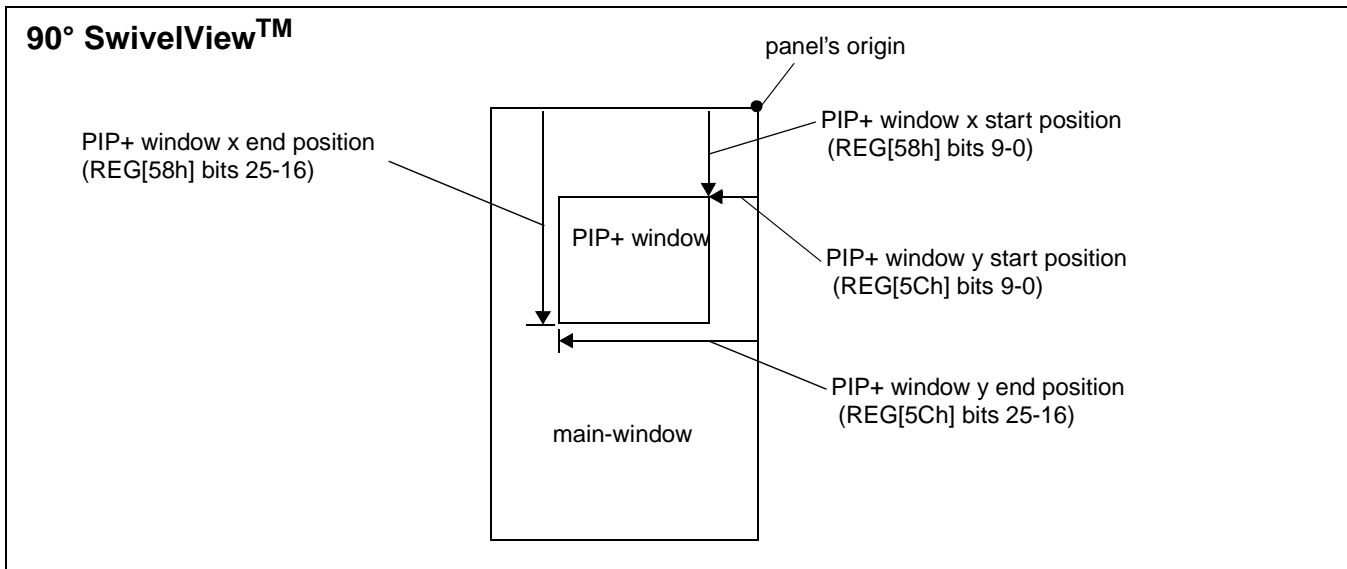 90° SwivelView™
panel's origin
PIP+ window x start position
(REG[58h] bits 9-0)
PIP+ window x end position
(REG[58h] bits 25-16)
PIP+ window
PIP+ window y start position
(REG[5Ch] bits 9-0)
PIP+ window y end position
(REG[5Ch] bits 25-16)
main-window